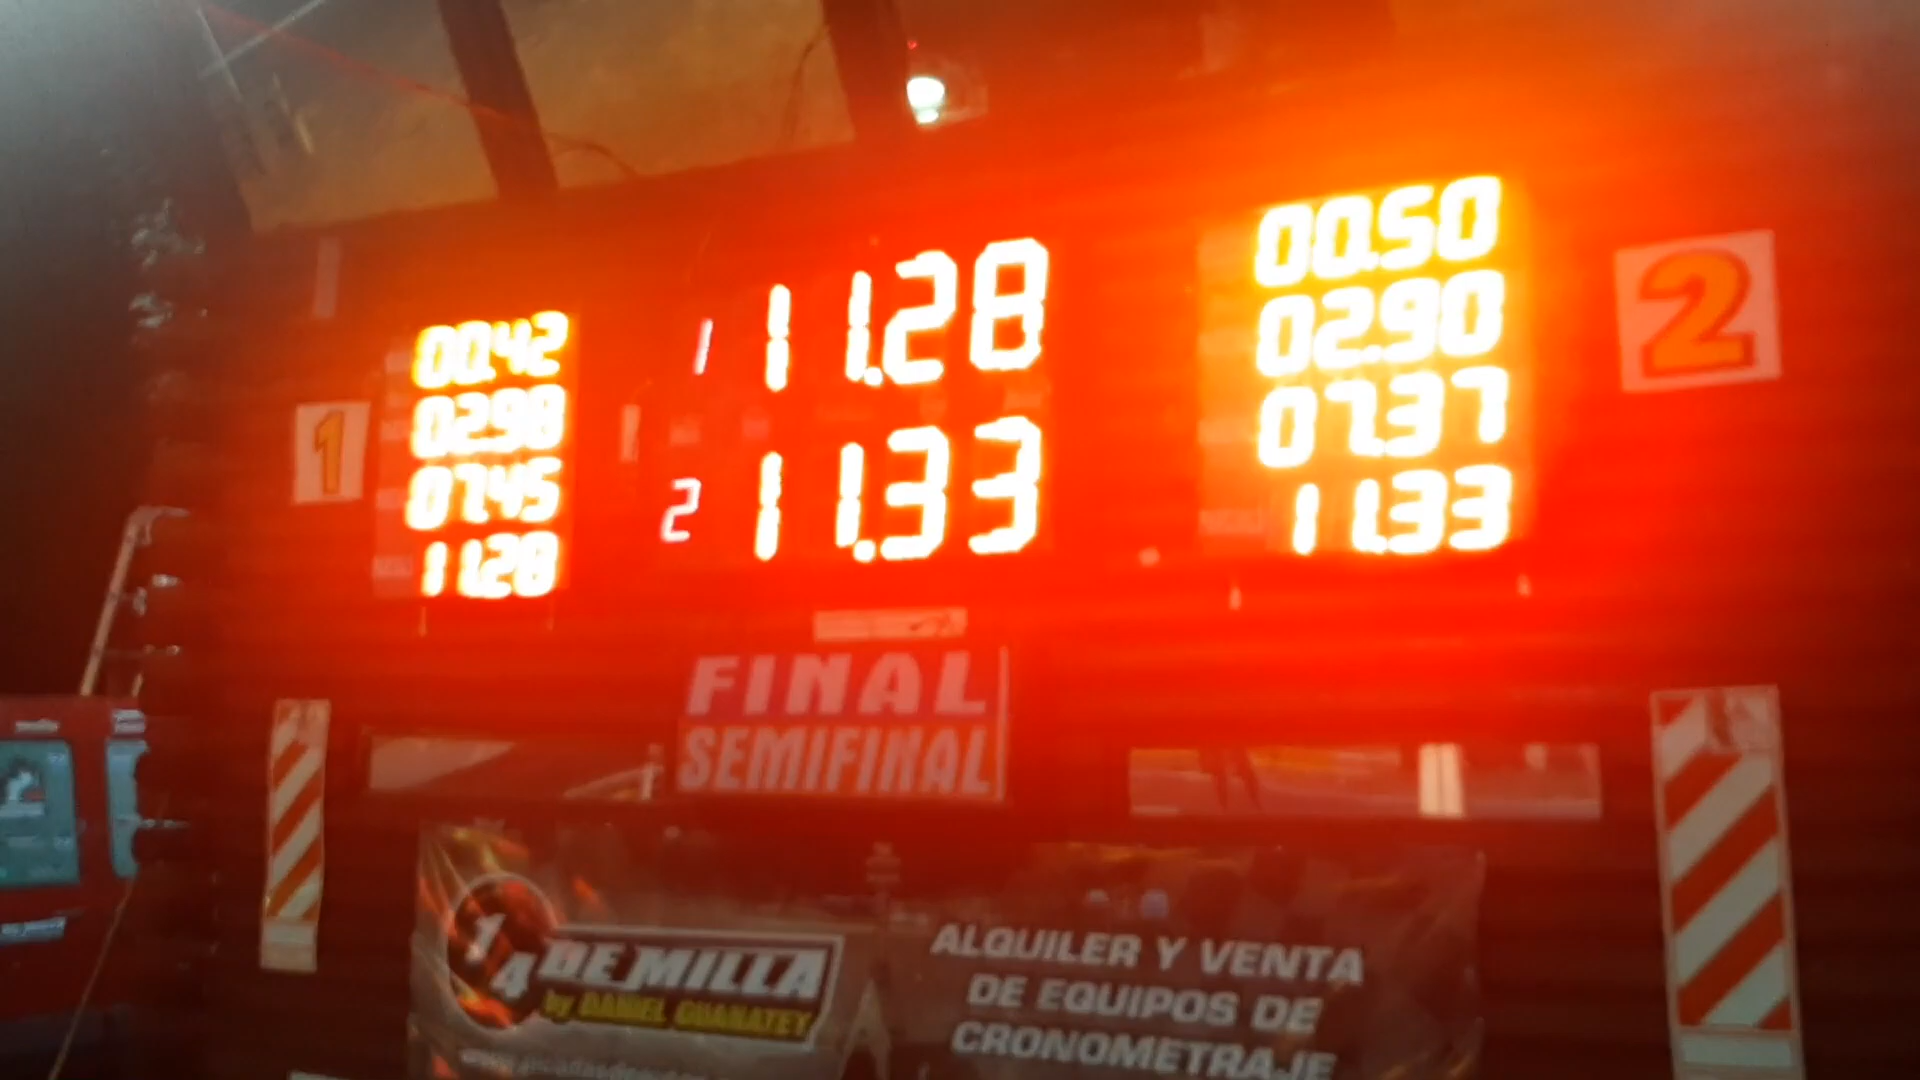 1
00.42
02.98
07.45
11.28
1 11.28
2 11.33
00.50
02.90
07.37
11.33
2
FINAL
SEMIFINAL
1/4 DE MILLA
by DANIEL GUANATEY
ALQUILER Y VENTA
DE EQUIPOS DE
CRONOMETRAJE